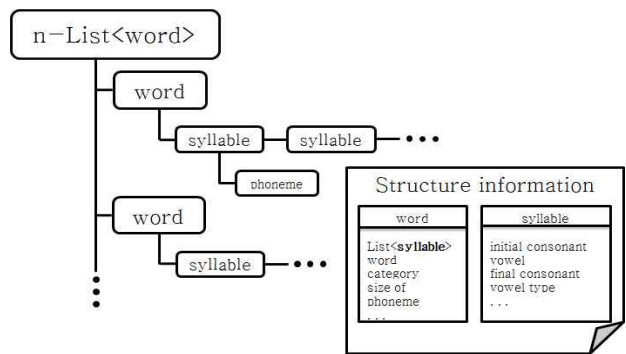 n-List<word>
word
syllable syllable •••
phoneme
word
syllable •••
Structure information
word
List<syllable>
word
category
size of
phoneme
...
syllable
initial consonant
vowel
final consonant
vowel type
...